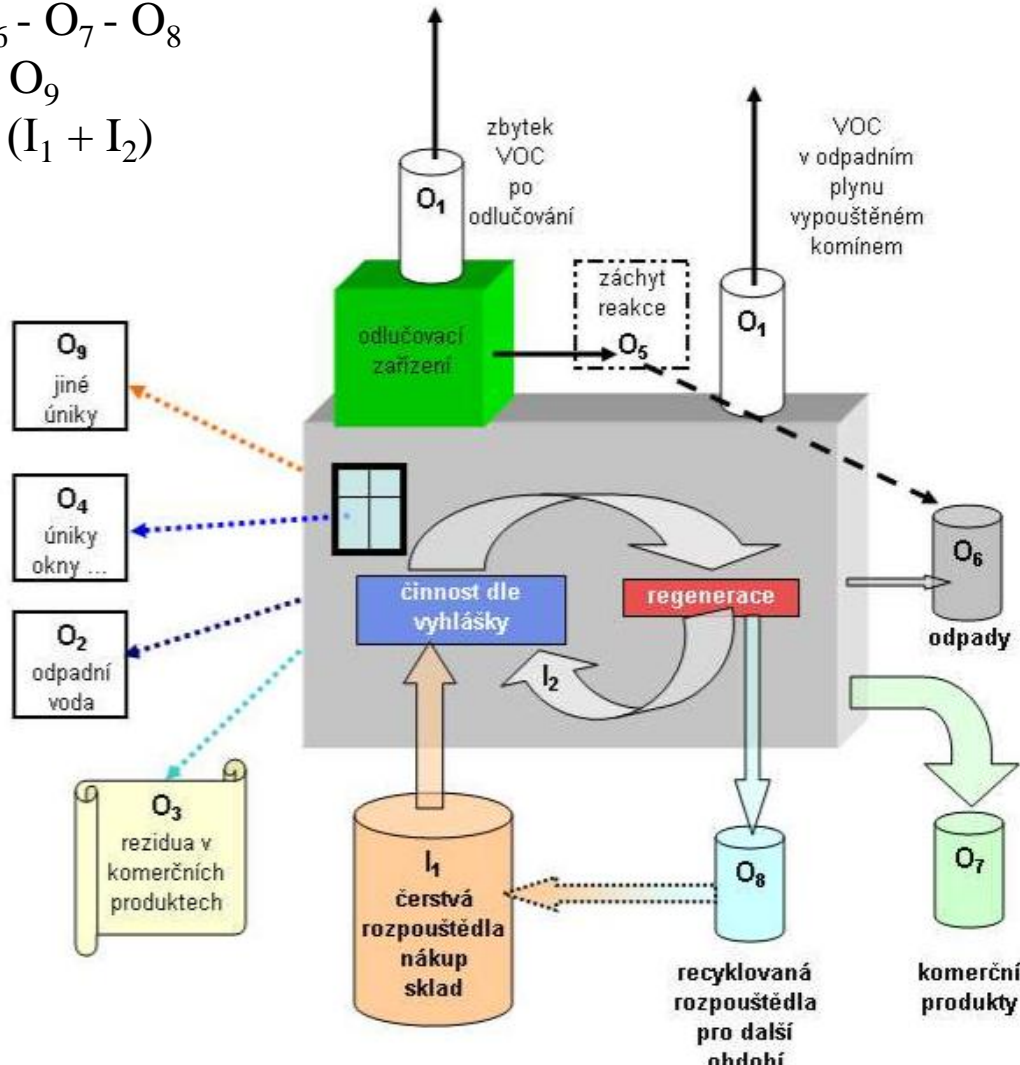 6 - O7 - O8
O9
(I1 + I2)
zbytek
VOC
po
odlučování
VOC
v odpadním
plynu
vypouštěném
komínem
O1
O1
záchyt
reakce
O5
odlučovací
zařízení
O9
jiné
úniky
O4
úniky
okny ...
O2
odpadní
voda
činnost dle
vyhlášky
regenerace
I2
O6
odpady
O3
rezidua v
komerčních
produktech
I1
čerstvá
rozpouštědla
nákup
sklad
O8
recyklovaná
rozpouštědla
pro další
období
O7
komerční
produkty